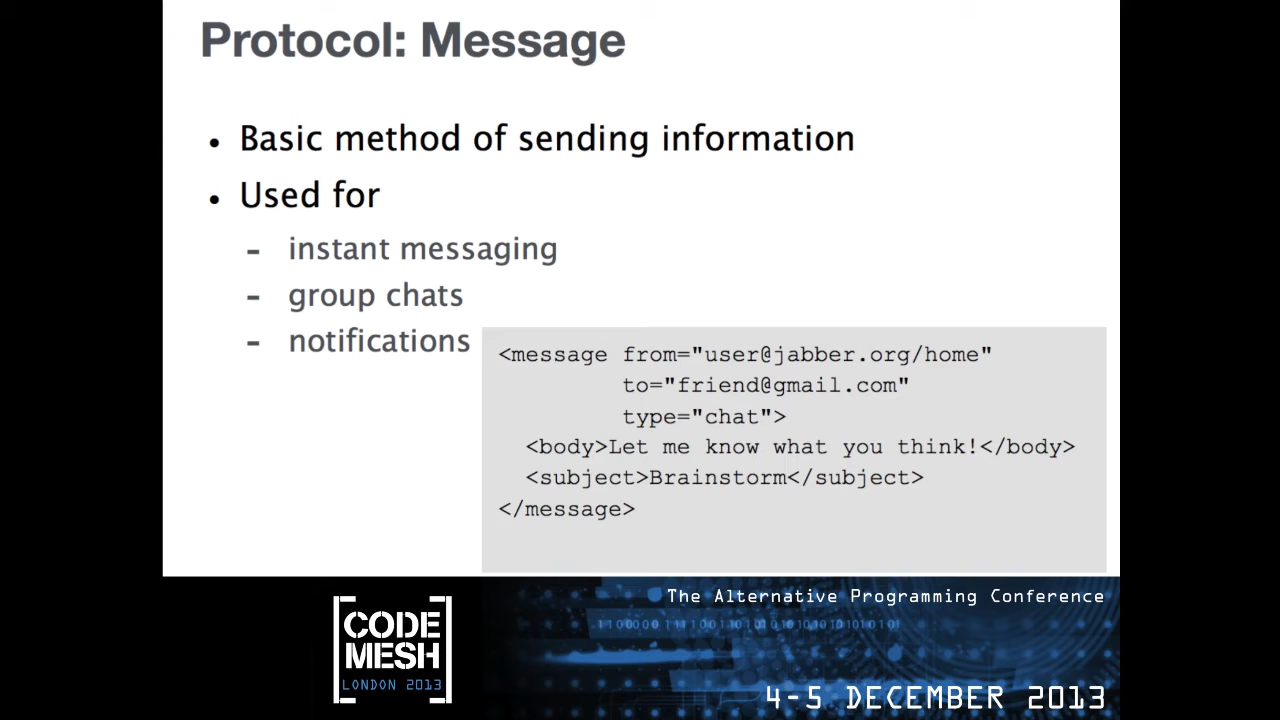 Protocol: Message
• Basic method of sending information
• Used for
- instant messaging
- group chats
- notifications
<message from="user@jabber.org/home"
to="friend@gmail.com"
type="chat">
<body>Let me know what you think!</body>
<subject>Brainstorm</subject>
</message>
The Alternative Programming Conference
CODE
MESH
LONDON 2013
4-5 DECEMBER 2013